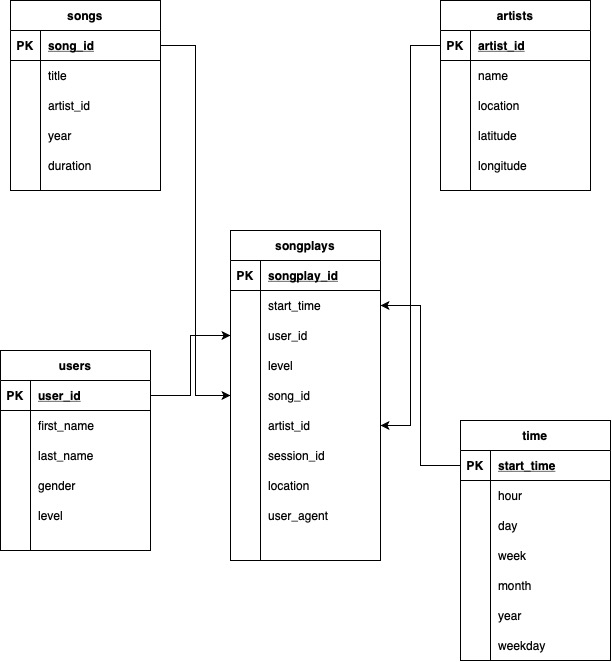 songs
PK song_id
title
artist_id
year
duration
artists
PK artist_id
name
location
latitude
longitude
songplays
PK songplay_id
start_time
user_id
level
song_id
artist_id
session_id
location
user_agent
users
PK user_id
first_name
last_name
gender
level
time
PK start_time
hour
day
week
month
year
weekday